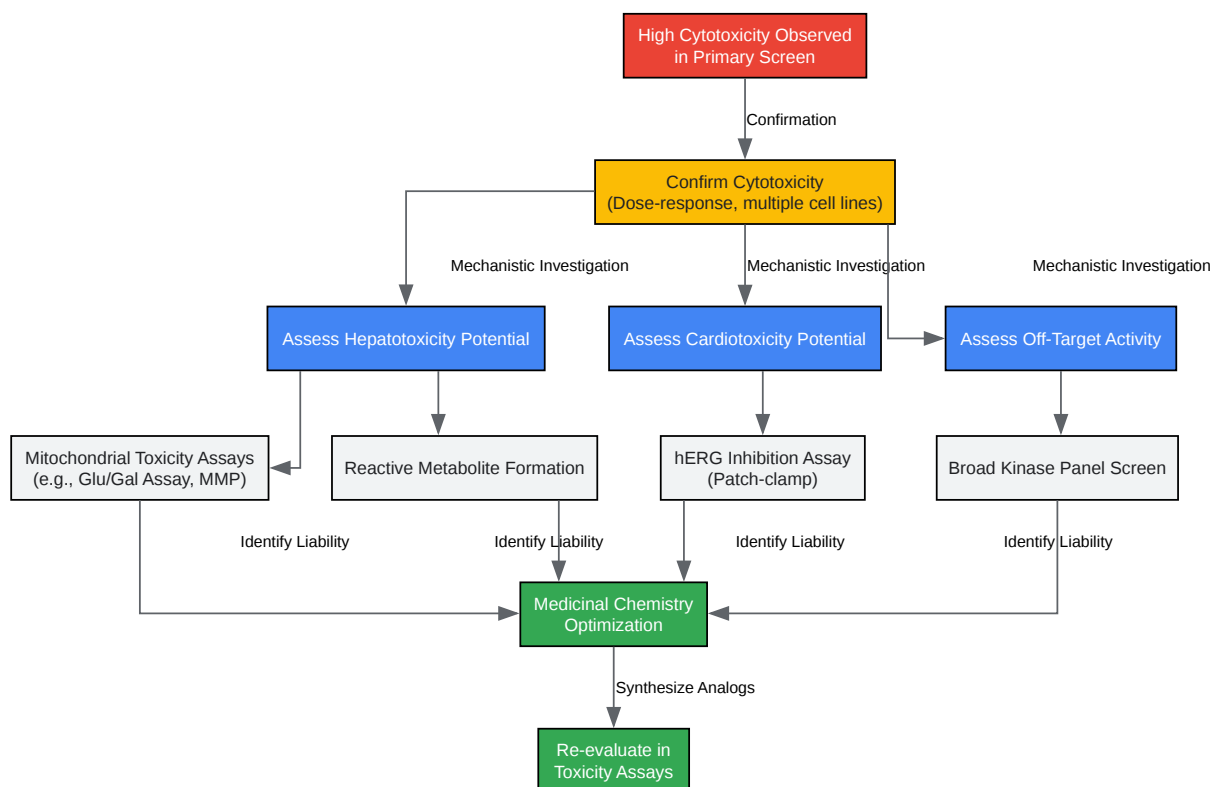 High Cytotoxicity Observed
in Primary Screen
Confirmation
Confirm Cytotoxicity
(Dose-response, multiple cell lines)
Mechanistic Investigation
Mechanistic Investigation
Mechanistic Investigation
Assess Hepatotoxicity Potential
Assess Cardiotoxicity Potential
Assess Off-Target Activity
Mitochondrial Toxicity Assays
(e.g., Glu/Gal Assay, MMP)
Reactive Metabolite Formation
hERG Inhibition Assay
(Patch-clamp)
Broad Kinase Panel Screen
Identify Liability
Identify Liability
Identify Liability
Identify Liability
Medicinal Chemistry
Optimization
Synthesize Analogs
Re-evaluate in
Toxicity Assays